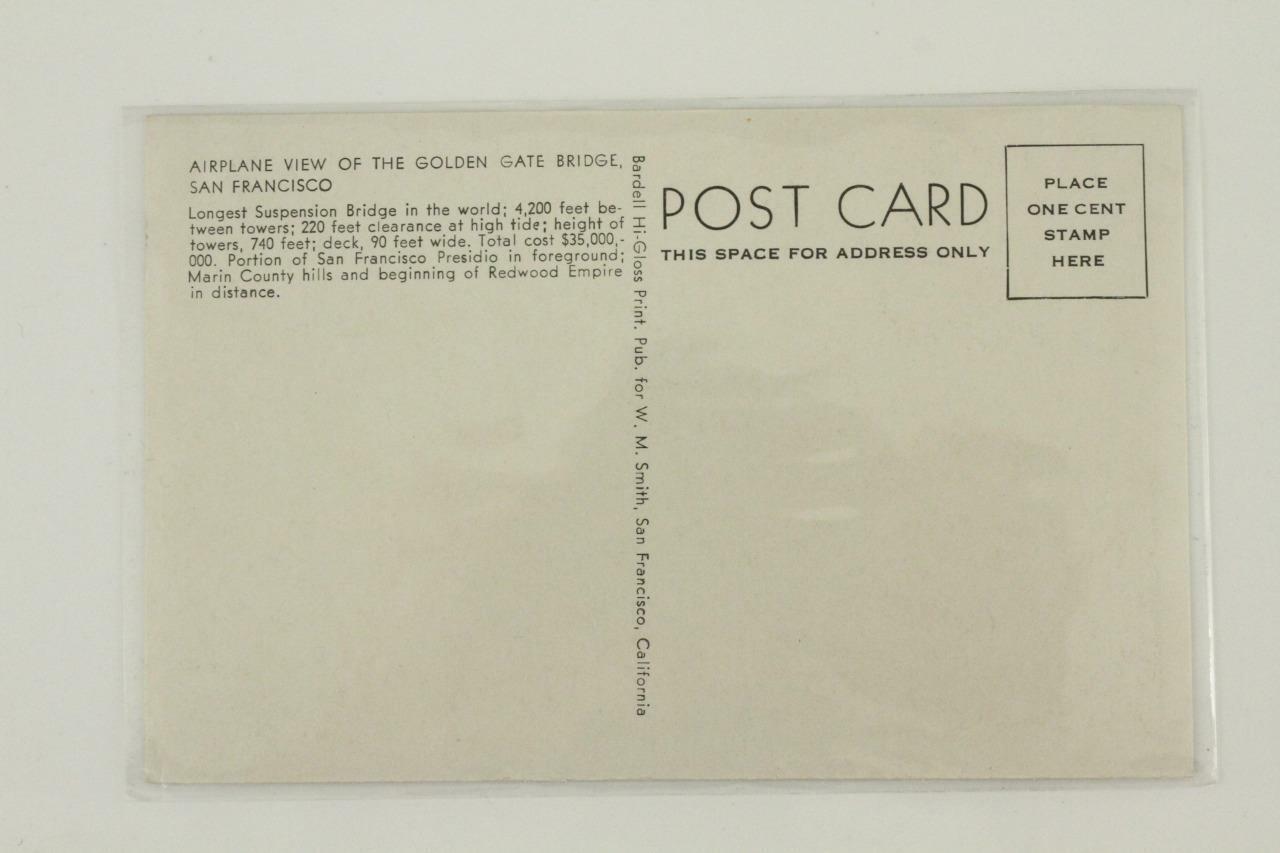 AIRPLANE VIEW OF THE GOLDEN GATE BRIDGE,
SAN FRANCISCO
Longest Suspension Bridge in the world; 4,200 feet be-
tween towers; 220 feet clearance at high tide; height of
towers, 740 feet; deck, 90 feet wide. Total cost $35,000,-
000. Portion of San Francisco Presidio in foreground;
Marin County hills and beginning of Redwood Empire
in distance.
Bardell Hi-Gloss Print. Pub. for W. M. Smith, San Francisco, California
POST CARD
THIS SPACE FOR ADDRESS ONLY
PLACE
ONE CENT
STAMP
HERE